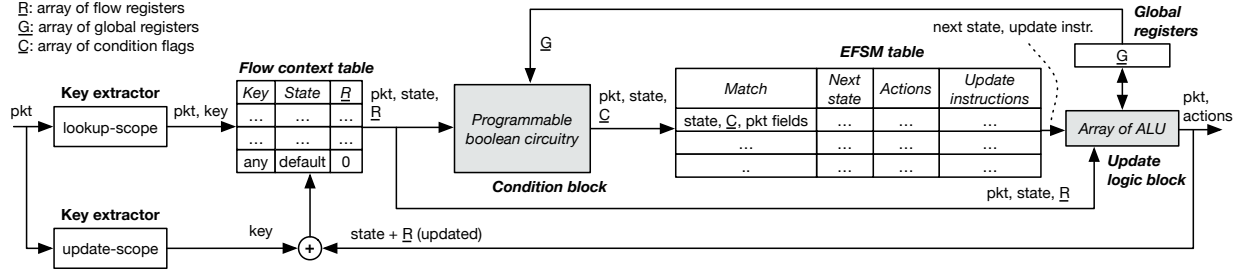 R: array of flow registers
G: array of global registers
C: array of condition flags
Flow context table
Key State R
… … …
… … …
any default 0
pkt
Key extractor
lookup-scope
pkt, key
pkt, state,
R
G
Programmable
boolean circuitry
Condition block
pkt, state,
C
EFSM table
Match Next state Actions Update instructions
state, C, pkt fields … … …
... … … …
.. … … …
next state, update instr.
Global
registers
G
Array of ALU
Update
logic block
pkt,
actions
pkt, state, R
Key extractor
update-scope
key
+
state + R (updated)